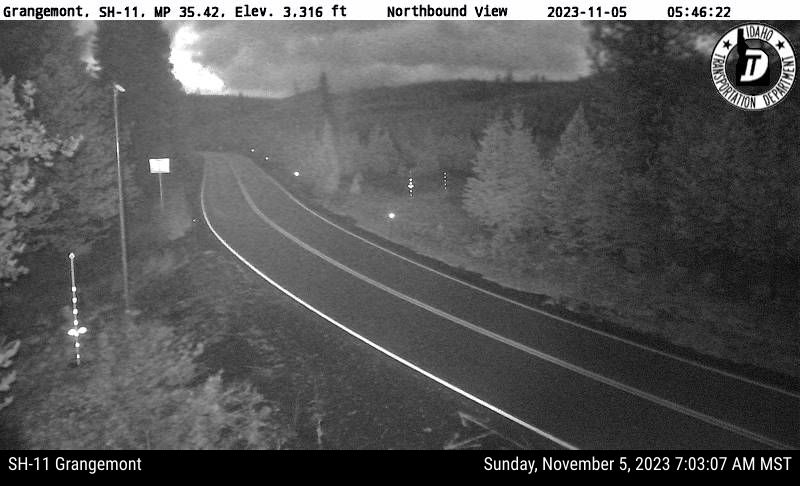 Grangemont, SH-11, MP 35.42, Elev. 3,316 ft Northbound View 2023-11-05 05:46:22
IDAHO
TRANSPORTATION DEPARTMENT
SH-11 Grangemont Sunday, November 5, 2023 7:03:07 AM MST